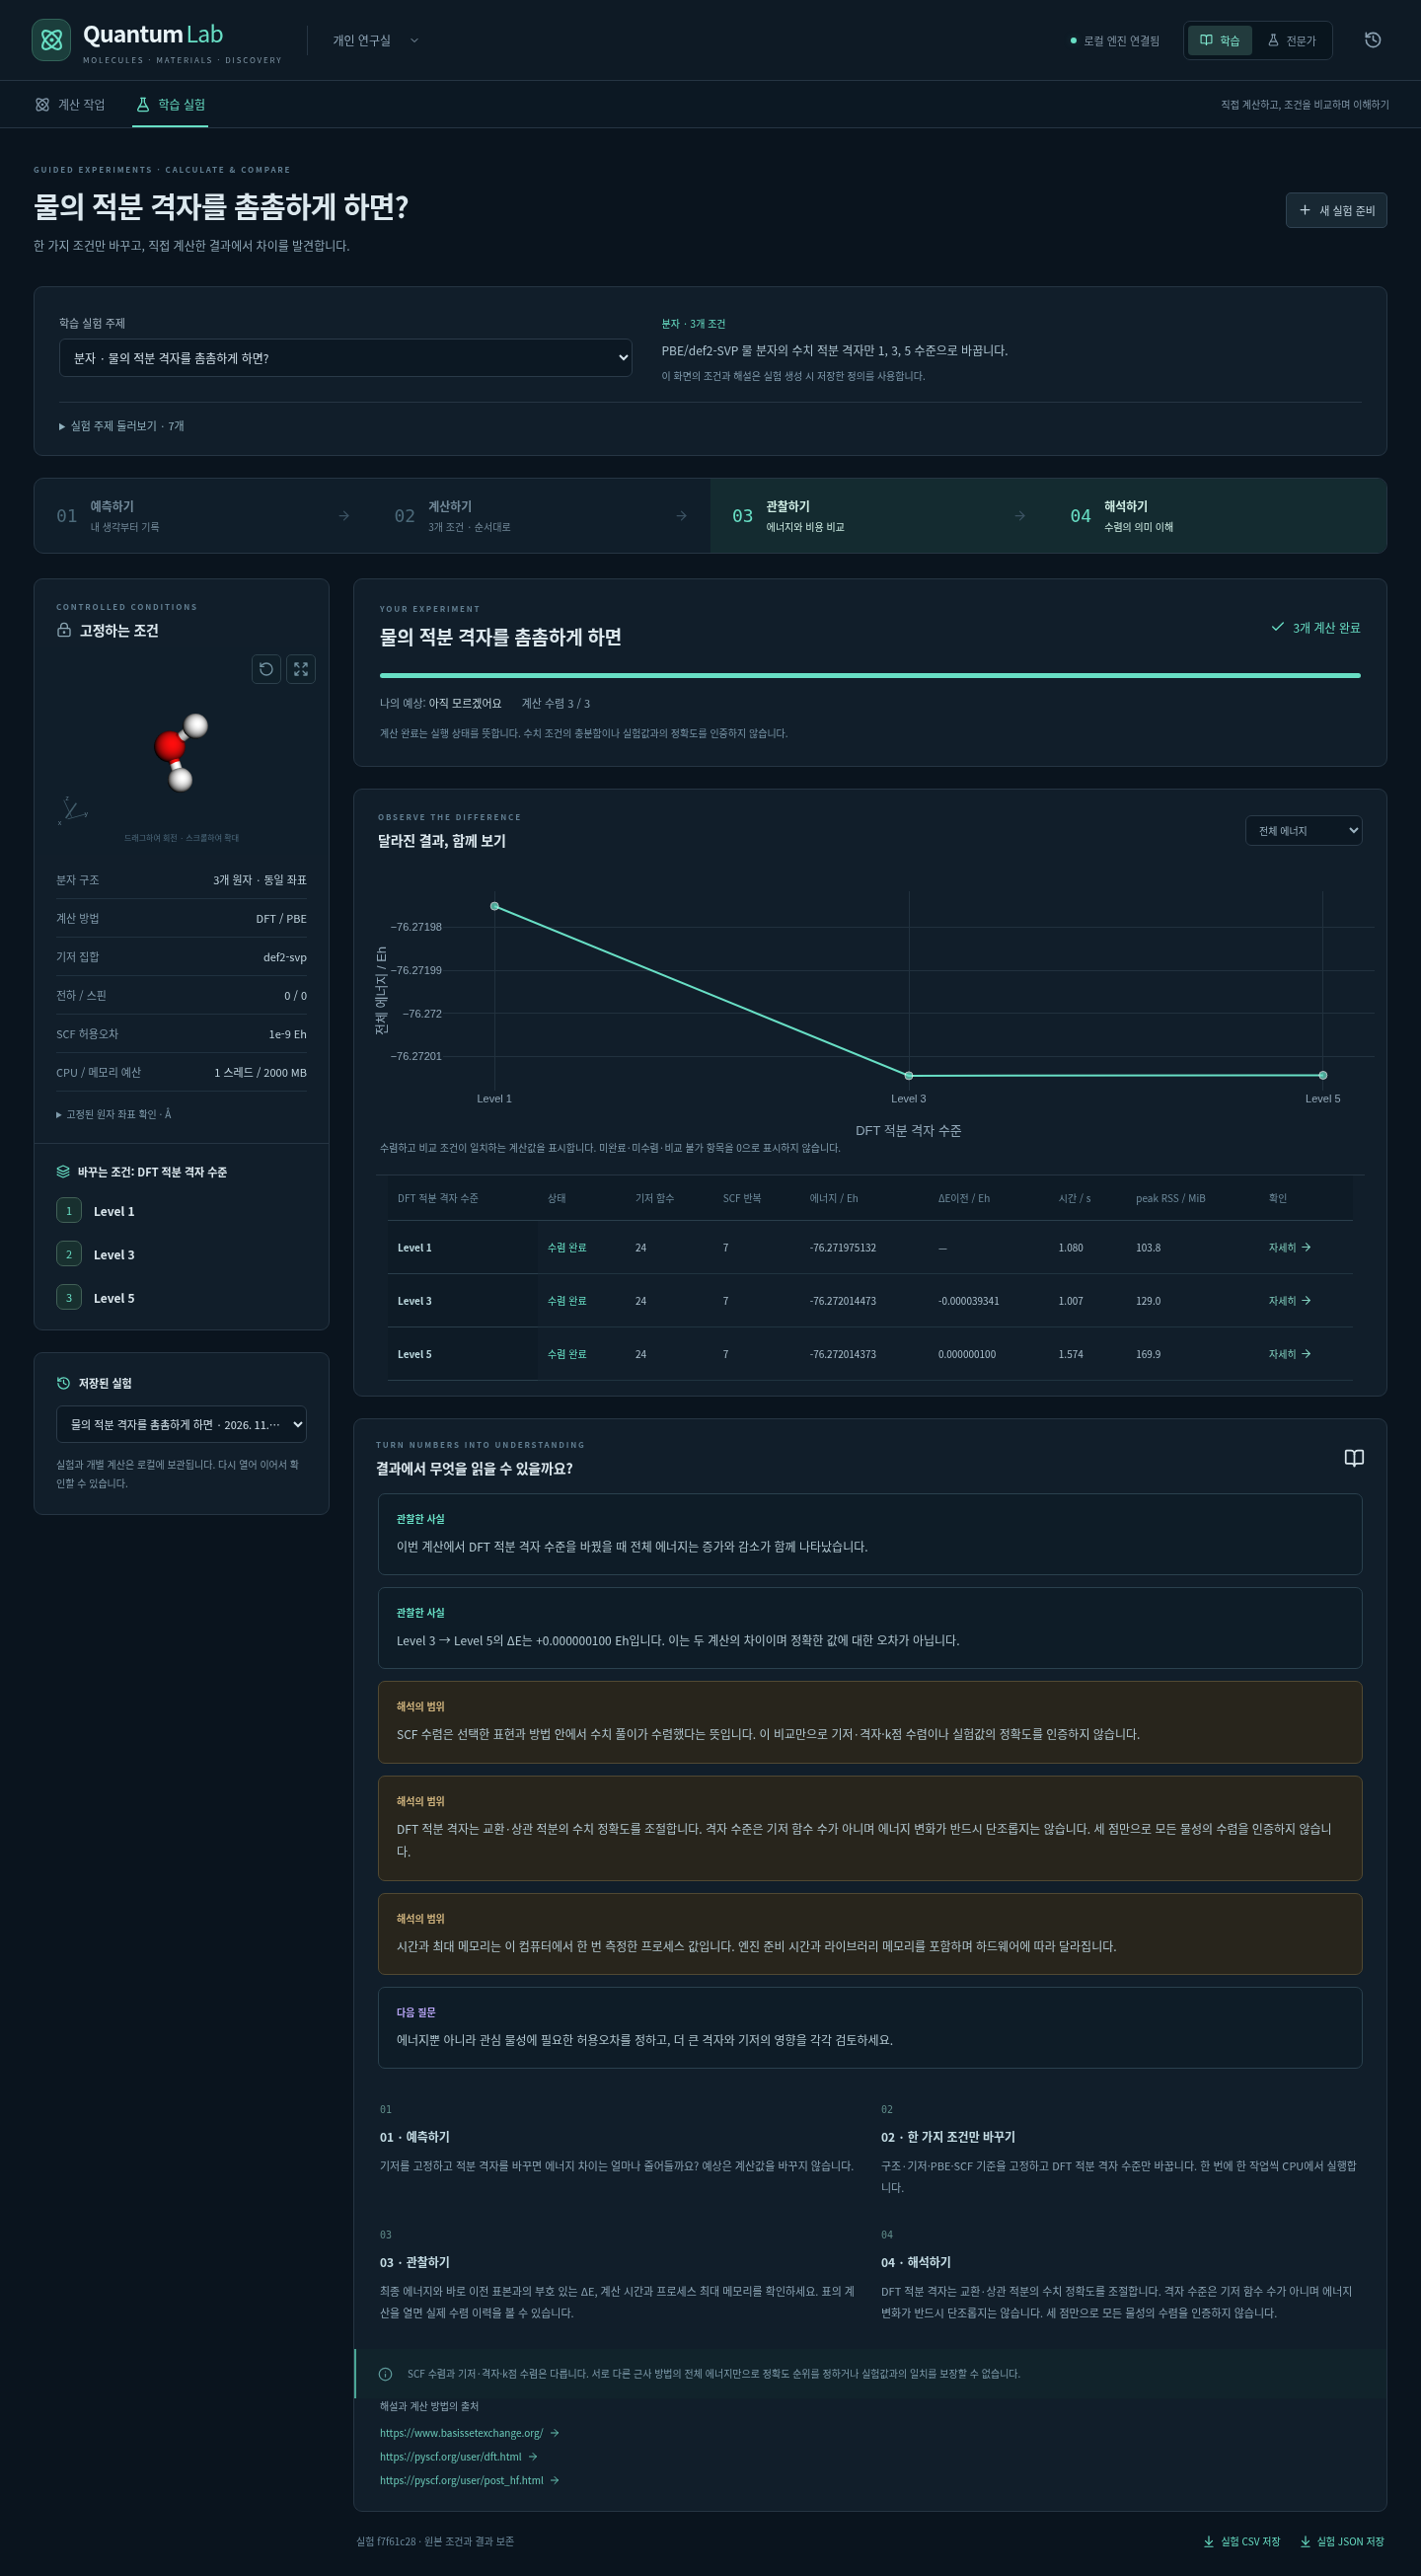 Quantum Lab
MOLECULES · MATERIALS · DISCOVERY
개인 연구실
로컬 엔진 연결됨
학습
전문가
계산 작업
학습 실험
직접 계산하고, 조건을 비교하며 이해하기
GUIDED EXPERIMENTS · CALCULATE & COMPARE
물의 적분 격자를 촘촘하게 하면?
한 가지 조건만 바꾸고, 직접 계산한 결과에서 차이를 발견합니다.
새 실험 준비
학습 실험 주제
분자 · 물의 적분 격자를 촘촘하게 하면?
분자 · 3개 조건
PBE/def2-SVP 물 분자의 수치 적분 격자만 1, 3, 5 수준으로 바꿉니다.
이 화면의 조건과 해설은 실험 생성 시 저장한 정의를 사용합니다.
실험 주제 둘러보기 · 7개
01
예측하기
내 생각부터 기록
02
계산하기
3개 조건 · 순서대로
03
관찰하기
에너지와 비용 비교
04
해석하기
수렴의 의미 이해
CONTROLLED CONDITIONS
고정하는 조건
z
y
x
드래그하여 회전 · 스크롤하여 확대
분자 구조 3개 원자 · 동일 좌표
계산 방법 DFT / PBE
기저 집합 def2-svp
전하 / 스핀 0 / 0
SCF 허용오차 1e-9 Eh
CPU / 메모리 예산 1 스레드 / 2000 MB
고정된 원자 좌표 확인 · Å
바꾸는 조건: DFT 적분 격자 수준
1 Level 1
2 Level 3
3 Level 5
저장된 실험
물의 적분 격자를 촘촘하게 하면 · 2026. 11.…
실험과 개별 계산은 로컬에 보관됩니다. 다시 열어 이어서 확
인할 수 있습니다.
YOUR EXPERIMENT
물의 적분 격자를 촘촘하게 하면
3개 계산 완료
나의 예상: 아직 모르겠어요 계산 수렴 3 / 3
계산 완료는 실행 상태를 뜻합니다. 수치 조건의 충분함이나 실험값과의 정확도를 인증하지 않습니다.
OBSERVE THE DIFFERENCE
달라진 결과, 함께 보기
전체 에너지
−76.27198
−76.27199
−76.272
−76.27201
전체 에너지 / Eh
Level 1
Level 3
Level 5
DFT 적분 격자 수준
수렴하고 비교 조건이 일치하는 계산값을 표시합니다. 미완료·미수렴·비교 불가 항목을 0으로 표시하지 않습니다.
DFT 적분 격자 수준 상태 기저 함수 SCF 반복 에너지 / Eh ΔE이전 / Eh 시간 / s peak RSS / MiB 확인
Level 1 수렴 완료 24 7 -76.271975132 — 1.080 103.8 자세히
Level 3 수렴 완료 24 7 -76.272014473 -0.000039341 1.007 129.0 자세히
Level 5 수렴 완료 24 7 -76.272014373 0.000000100 1.574 169.9 자세히
TURN NUMBERS INTO UNDERSTANDING
결과에서 무엇을 읽을 수 있을까요?
관찰한 사실
이번 계산에서 DFT 적분 격자 수준을 바꿨을 때 전체 에너지는 증가와 감소가 함께 나타났습니다.
관찰한 사실
Level 3 → Level 5의 ΔE는 +0.000000100 Eh입니다. 이는 두 계산의 차이이며 정확한 값에 대한 오차가 아닙니다.
해석의 범위
SCF 수렴은 선택한 표현과 방법 안에서 수치 풀이가 수렴했다는 뜻입니다. 이 비교만으로 기저·격자·k점 수렴이나 실험값의 정확도를 인증하지 않습니다.
해석의 범위
DFT 적분 격자는 교환·상관 적분의 수치 정확도를 조절합니다. 격자 수준은 기저 함수 수가 아니며 에너지 변화가 반드시 단조롭지는 않습니다. 세 점만으로 모든 물성의 수렴을 인증하지 않습니
다.
해석의 범위
시간과 최대 메모리는 이 컴퓨터에서 한 번 측정한 프로세스 값입니다. 엔진 준비 시간과 라이브러리 메모리를 포함하며 하드웨어에 따라 달라집니다.
다음 질문
에너지뿐 아니라 관심 물성에 필요한 허용오차를 정하고, 더 큰 격자와 기저의 영향을 각각 검토하세요.
01
01 · 예측하기
기저를 고정하고 적분 격자를 바꾸면 에너지 차이는 얼마나 줄어들까요? 예상은 계산값을 바꾸지 않습니다.
02
02 · 한 가지 조건만 바꾸기
구조·기저·PBE·SCF 기준을 고정하고 DFT 적분 격자 수준만 바꿉니다. 한 번에 한 작업씩 CPU에서 실행합
니다.
03
03 · 관찰하기
최종 에너지와 바로 이전 표본과의 부호 있는 ΔE, 계산 시간과 프로세스 최대 메모리를 확인하세요. 표의 계
산을 열면 실제 수렴 이력을 볼 수 있습니다.
04
04 · 해석하기
DFT 적분 격자는 교환·상관 적분의 수치 정확도를 조절합니다. 격자 수준은 기저 함수 수가 아니며 에너지
변화가 반드시 단조롭지는 않습니다. 세 점만으로 모든 물성의 수렴을 인증하지 않습니다.
SCF 수렴과 기저·격자·k점 수렴은 다릅니다. 서로 다른 근사 방법의 전체 에너지만으로 정확도 순위를 정하거나 실험값과의 일치를 보장할 수 없습니다.
해설과 계산 방법의 출처
https://www.basissetexchange.org/
https://pyscf.org/user/dft.html
https://pyscf.org/user/post_hf.html
실험 f7f61c28 · 원본 조건과 결과 보존
실험 CSV 저장
실험 JSON 저장